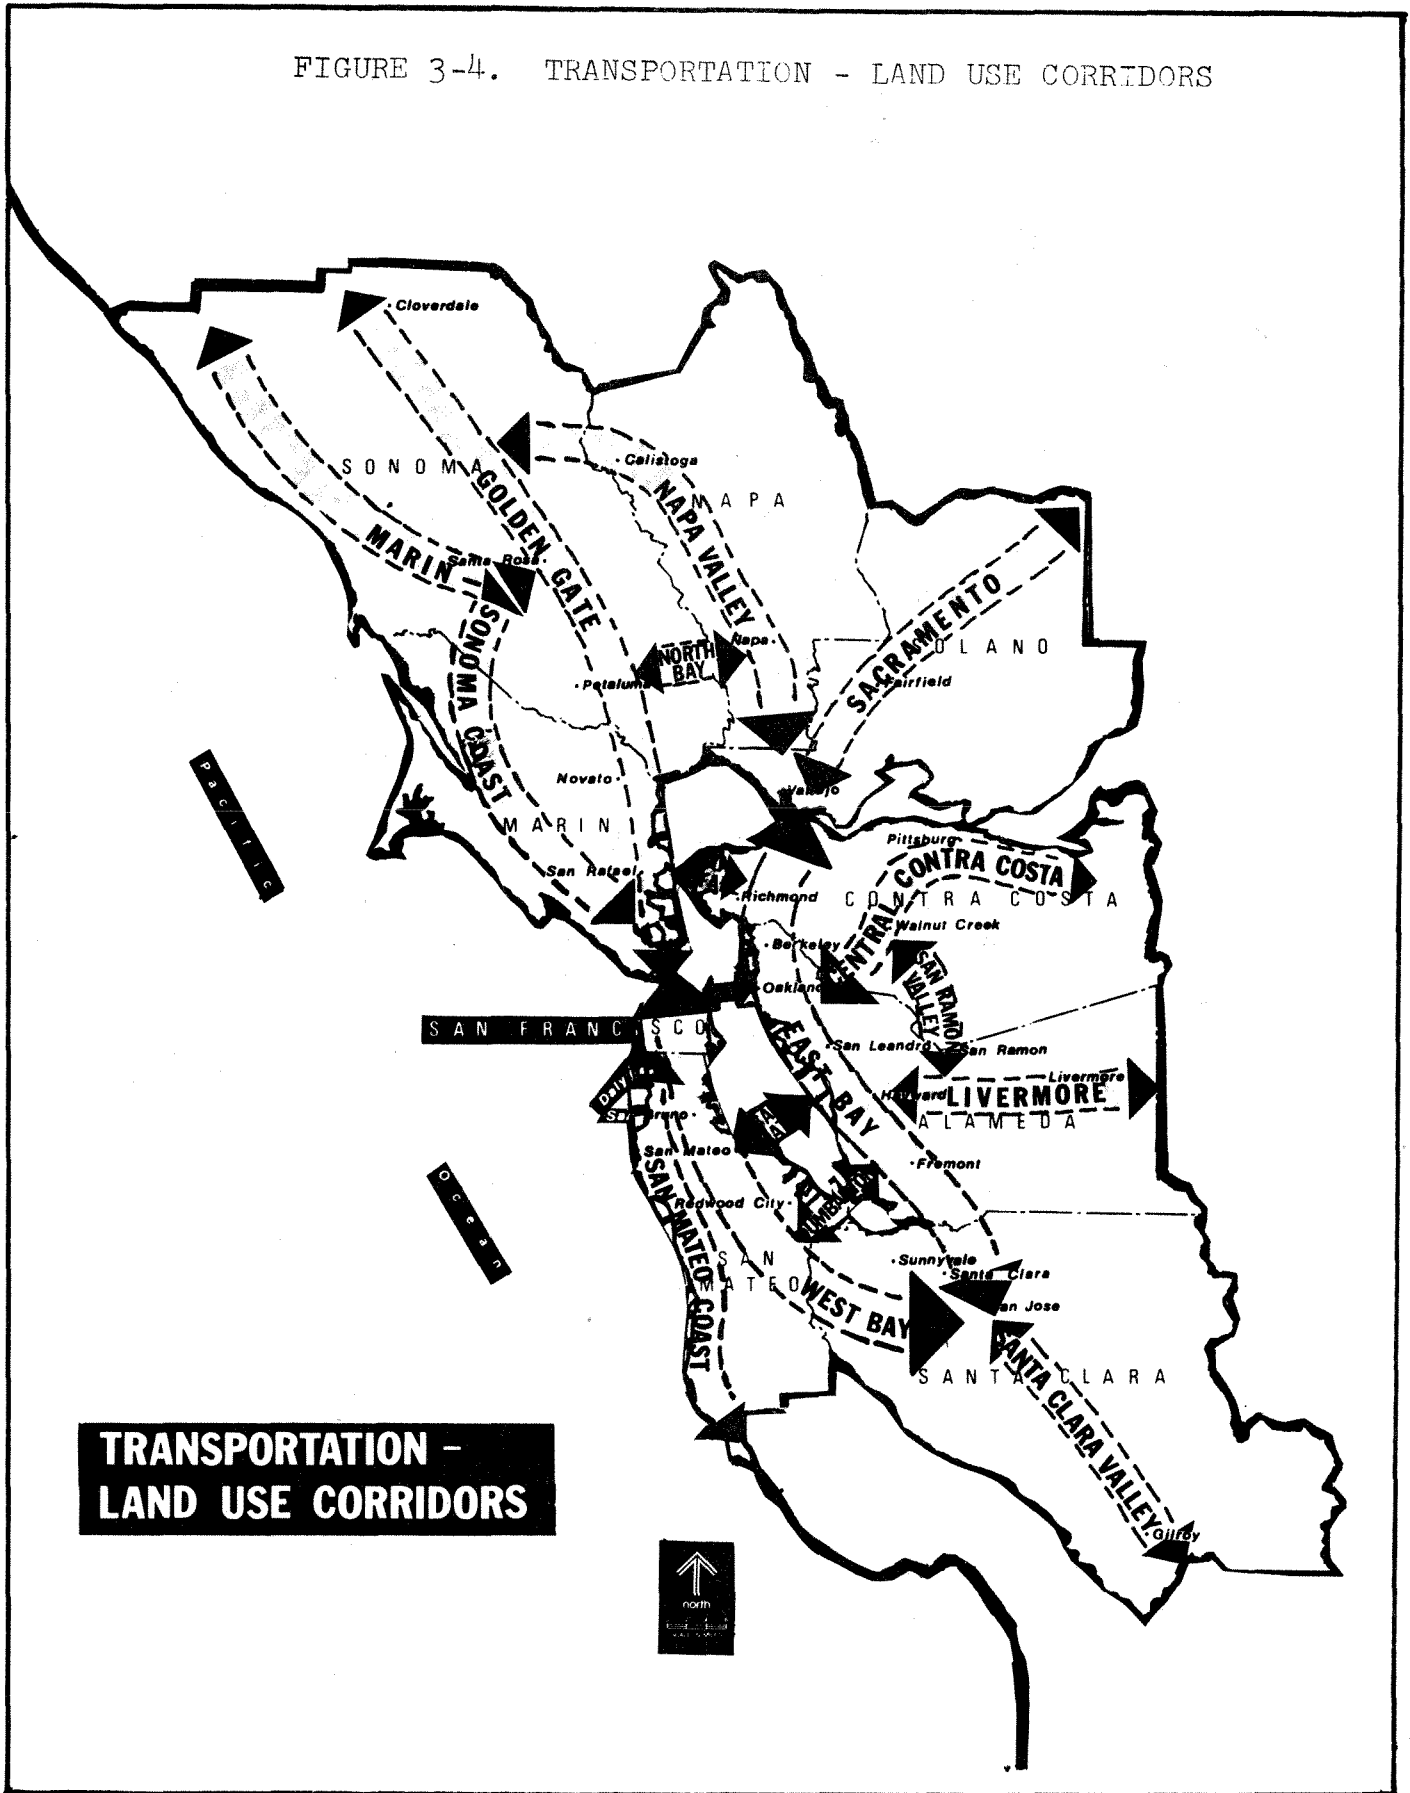 FIGURE 3-4. TRANSPORTATION - LAND USE CORRIDORS
Cloverdale
SONOMA
Calistoga
NAPA
GOLDEN GATE
NAPA VALLEY
MARIN
Santa Rosa
SONOMA COAST
NORTH
BAY
Napa
SACRAMENTO
SOLANO
Fairfield
Petaluma
Pacific
Novato
Vallejo
MARIN
Pittsburg
CENTRAL CONTRA COSTA
San Rafael
Richmond
CONTRA COSTA
Walnut Creek
Berkeley
SAN RAMON
VALLEY
Oakland
SAN FRANCISCO
EAST BAY
San Leandro
San Ramon
Livermore
Hayward
LIVERMORE
ALAMEDA
Daly
Bruno
San Mateo
Fremont
Ocean
SAN MATEO COAST
Redwood City
SAN
MATEO
Sunnyvale
Santa Clara
WEST BAY
San Jose
SANTA CLARA
SANTA CLARA VALLEY
Gilroy
TRANSPORTATION -
LAND USE CORRIDORS
north